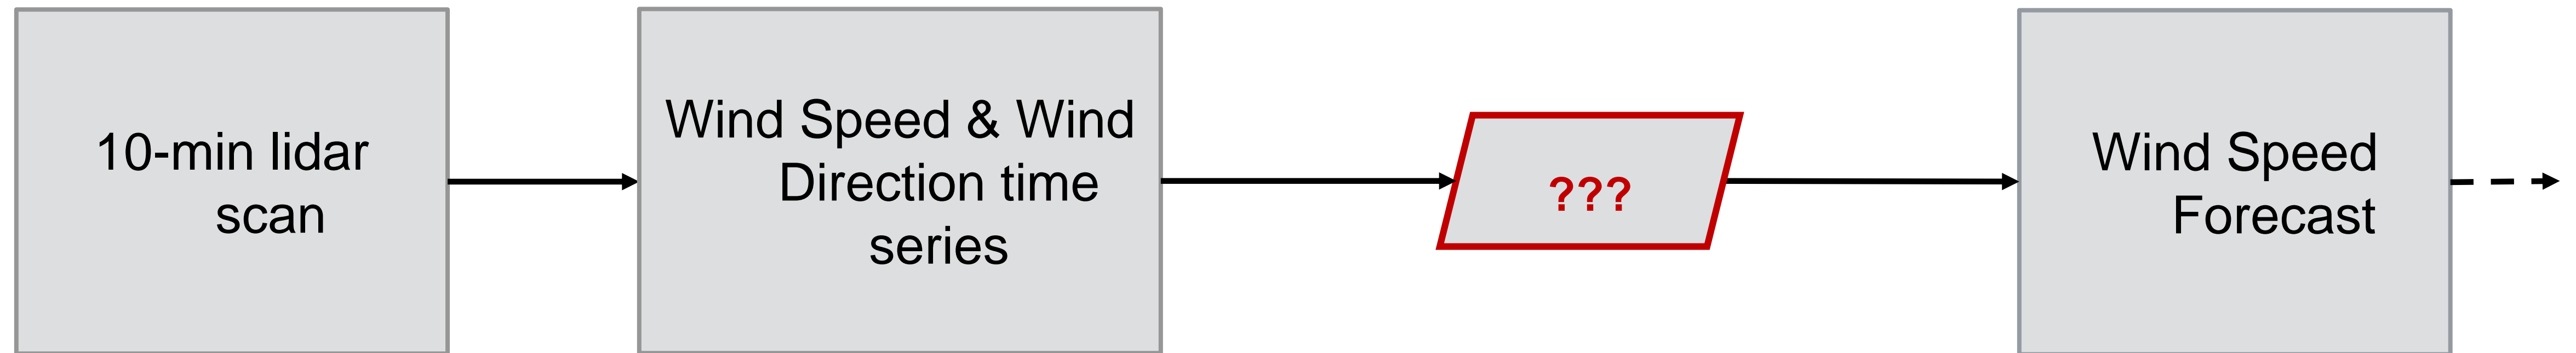 10-min lidar
scan
Wind Speed & Wind
Direction time
series
???
Wind Speed
Forecast